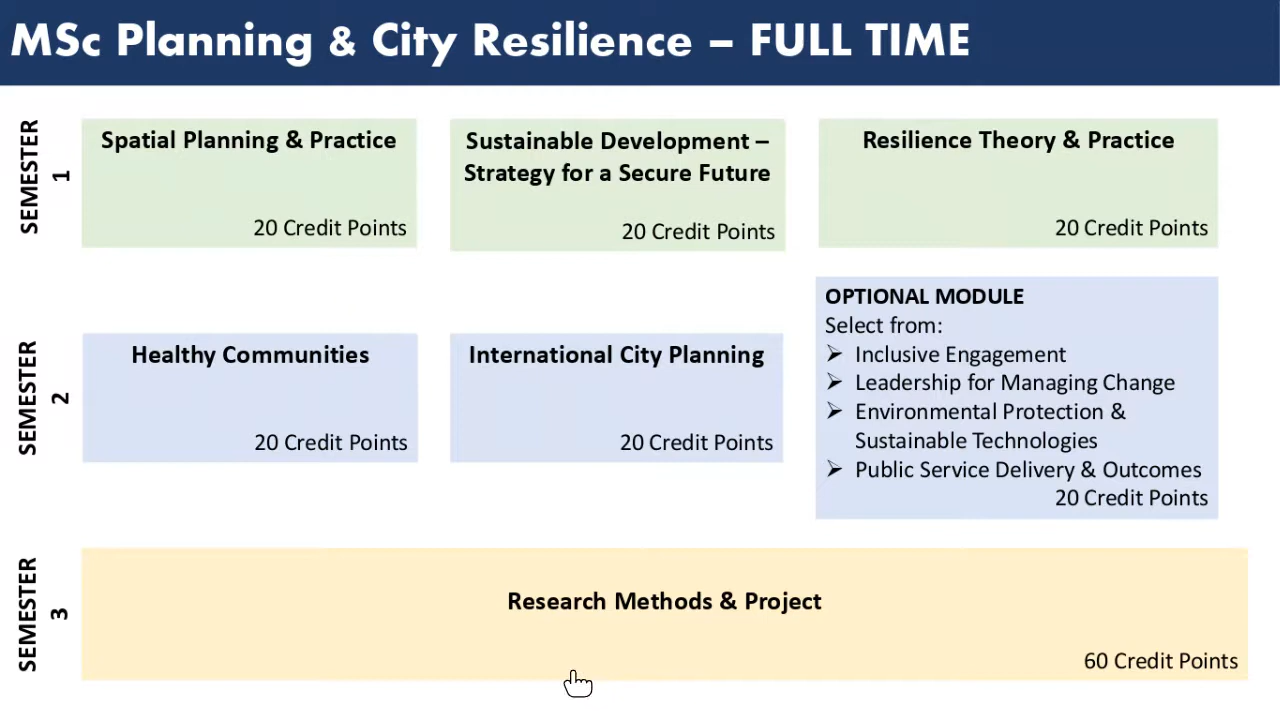 MSc Planning & City Resilience – FULL TIME
SEMESTER
1
Spatial Planning & Practice
20 Credit Points
Sustainable Development –
Strategy for a Secure Future
20 Credit Points
Resilience Theory & Practice
20 Credit Points
SEMESTER
2
Healthy Communities
20 Credit Points
International City Planning
20 Credit Points
OPTIONAL MODULE
Select from:
➢ Inclusive Engagement
➢ Leadership for Managing Change
➢ Environmental Protection &
Sustainable Technologies
➢ Public Service Delivery & Outcomes
20 Credit Points
SEMESTER
3
Research Methods & Project
60 Credit Points